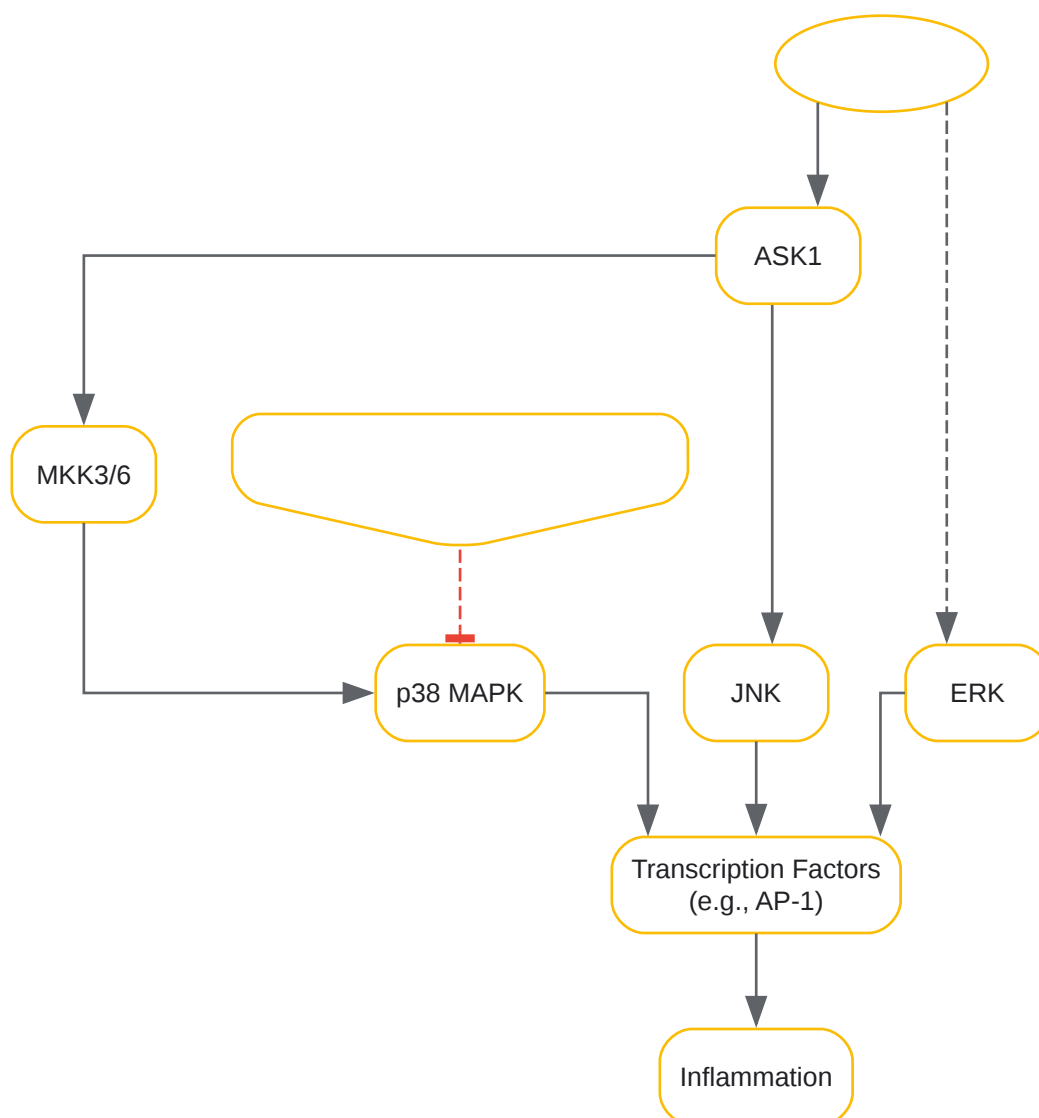 ASK1
MKK3/6
p38 MAPK
JNK
ERK
Transcription Factors
(e.g., AP-1)
Inflammation